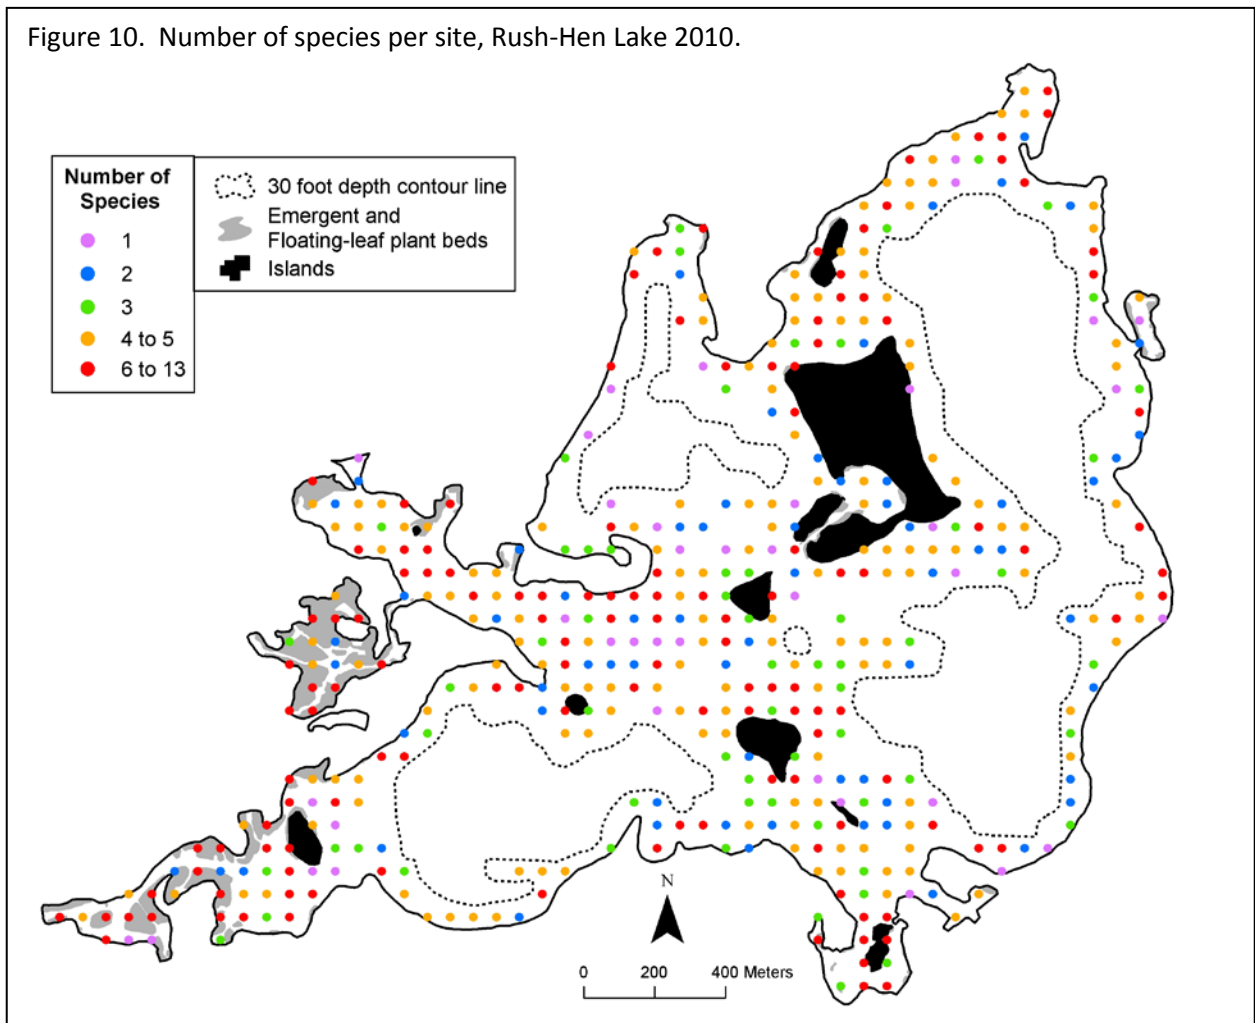 Figure 10.  Number of species per site, Rush-Hen Lake 2010.
Number of
Species
1
2
3
4 to 5
6 to 13
30 foot depth contour line
Emergent and
Floating-leaf plant beds
Islands
N
0 200 400 Meters